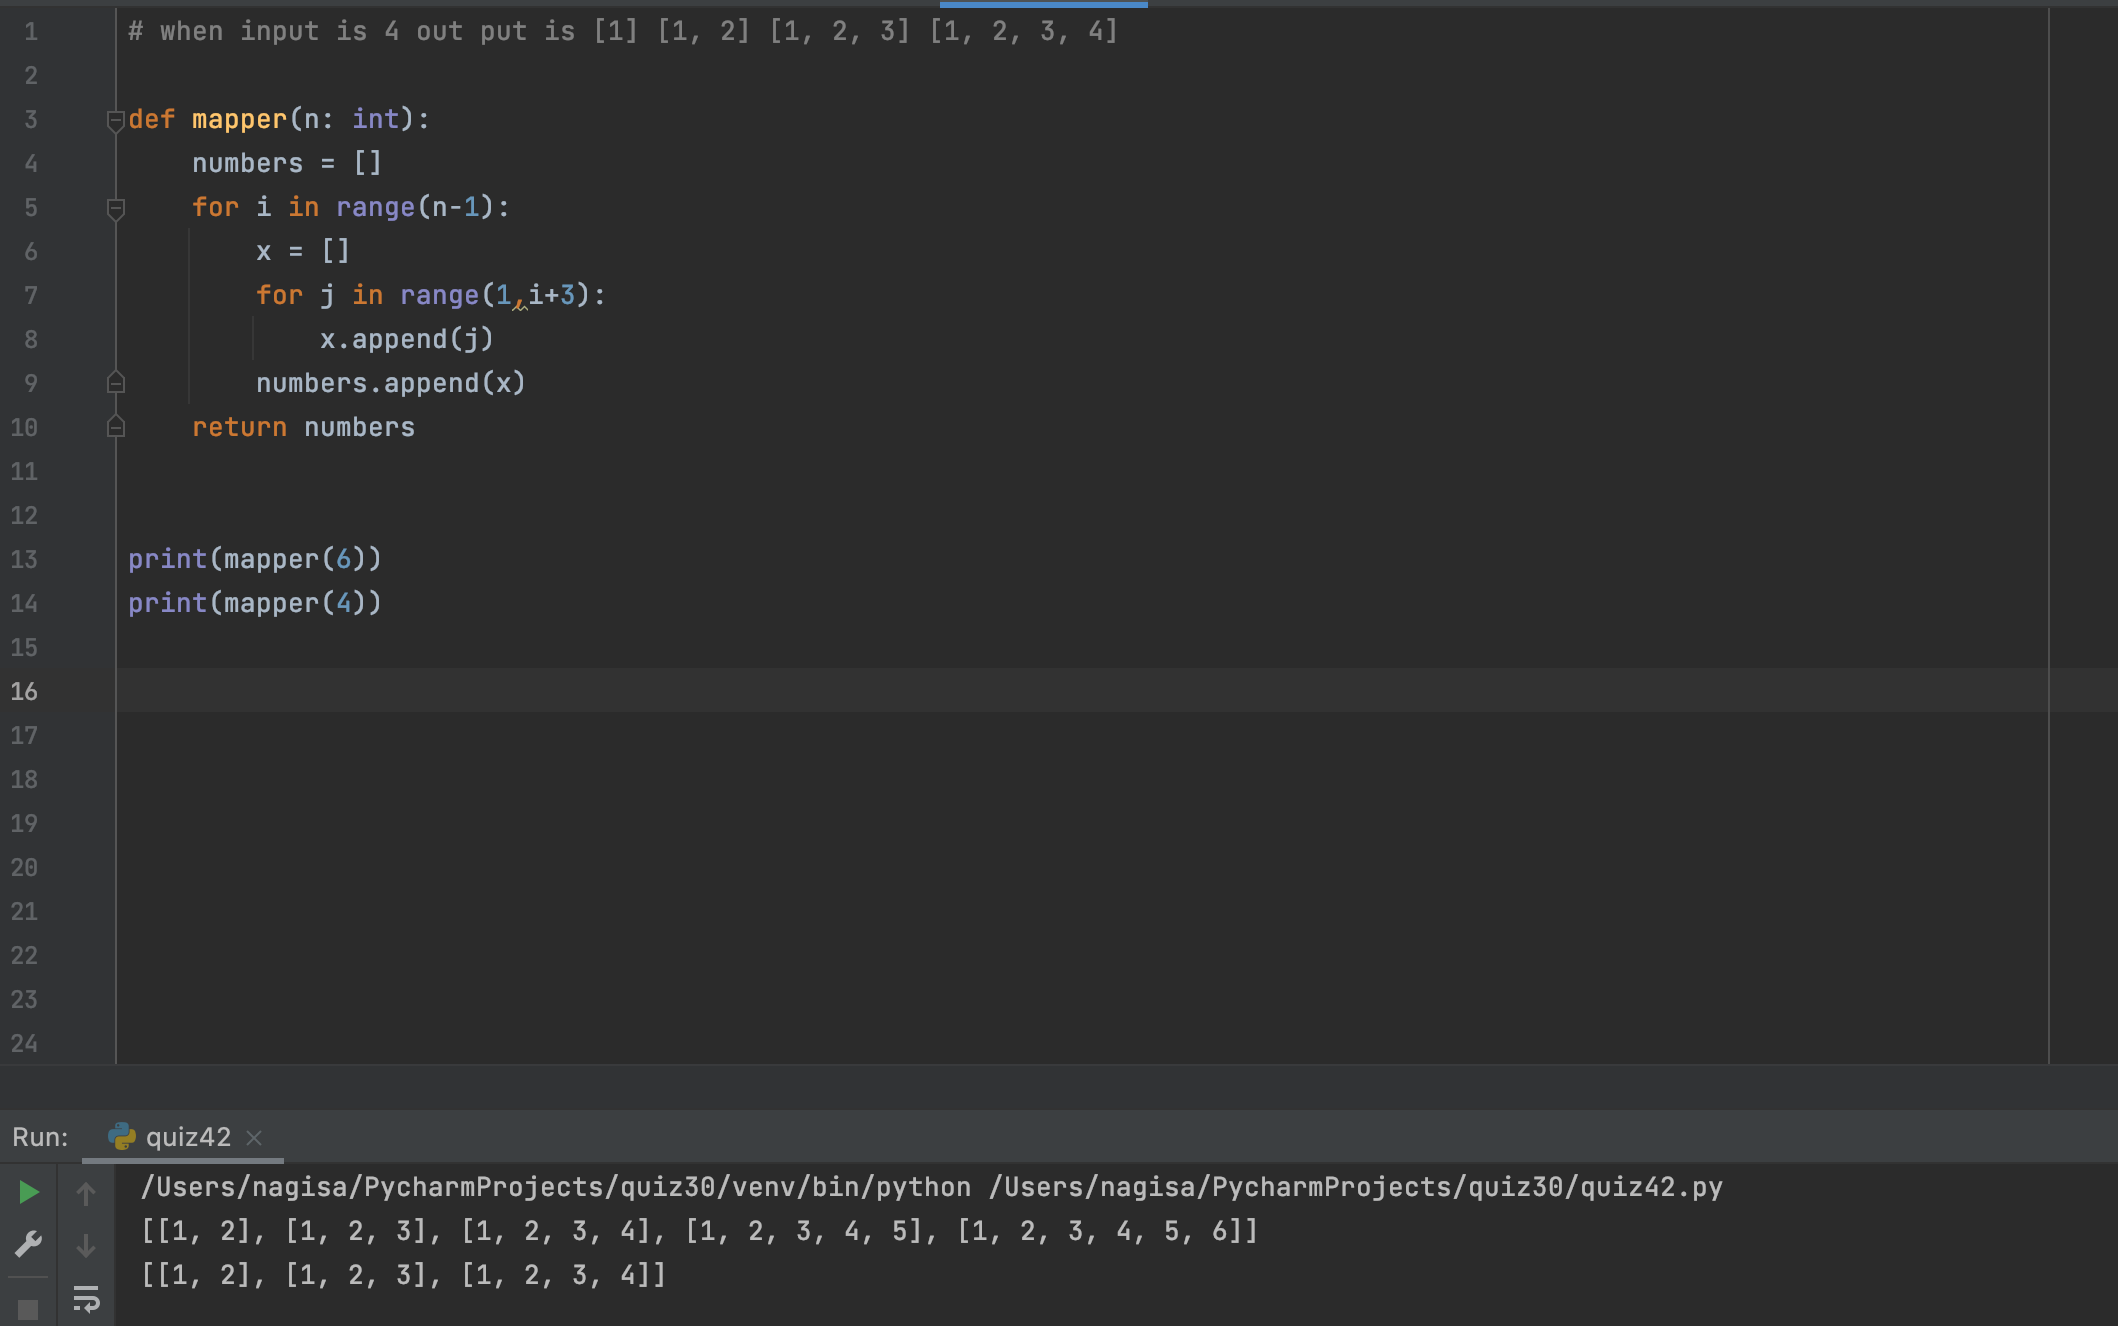 1 # when input is 4 out put is [1] [1, 2] [1, 2, 3] [1, 2, 3, 4]
2
3 def mapper(n: int):
4     numbers = []
5     for i in range(n-1):
6         x = []
7         for j in range(1,i+3):
8             x.append(j)
9         numbers.append(x)
10     return numbers
11
12
13 print(mapper(6))
14 print(mapper(4))
15
16
17
18
19
20
21
22
23
24
Run: quiz42
/Users/nagisa/PycharmProjects/quiz30/venv/bin/python /Users/nagisa/PycharmProjects/quiz30/quiz42.py
[[1, 2], [1, 2, 3], [1, 2, 3, 4], [1, 2, 3, 4, 5], [1, 2, 3, 4, 5, 6]]
[[1, 2], [1, 2, 3], [1, 2, 3, 4]]